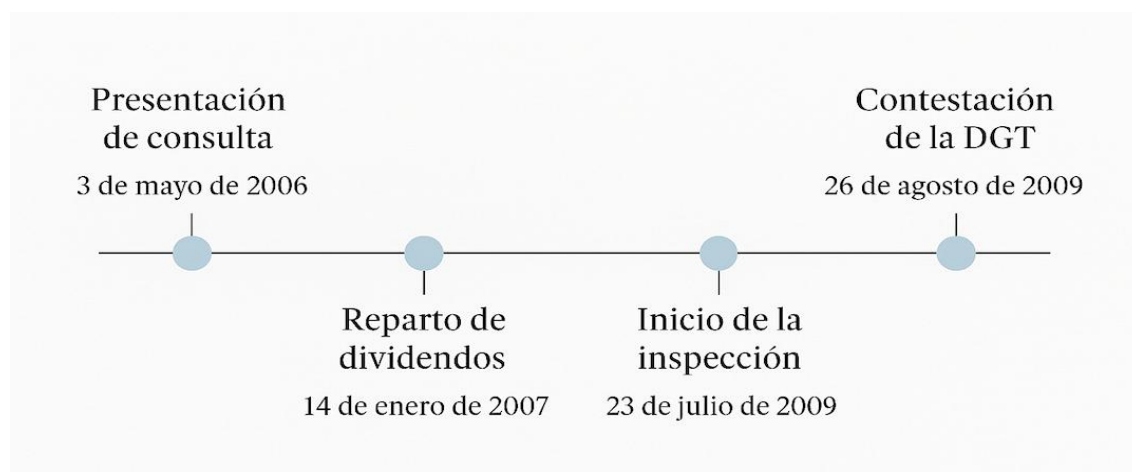 Presentación
de consulta
3 de mayo de 2006
Reparto de
dividendos
14 de enero de 2007
Inicio de la
inspección
23 de julio de 2009
Contestación
de la DGT
26 de agosto de 2009